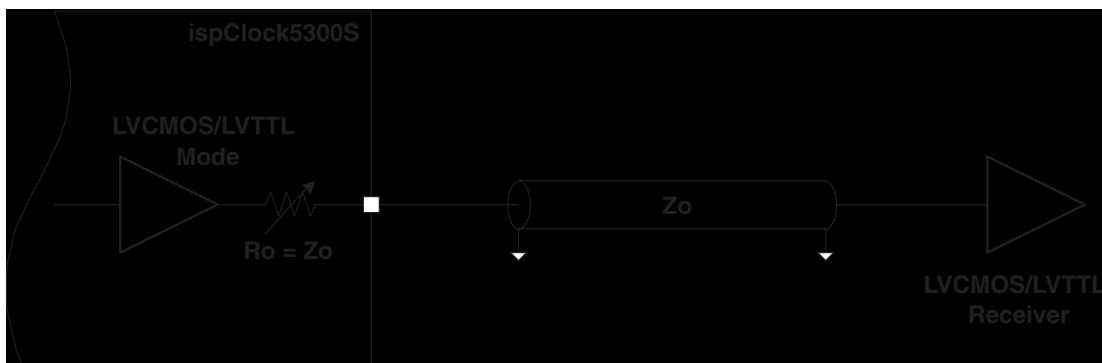 ispClock5300S
LVCMOS/LVTTL
Mode
Ro = Zo
Zo
LVCMOS/LVTTL
Receiver